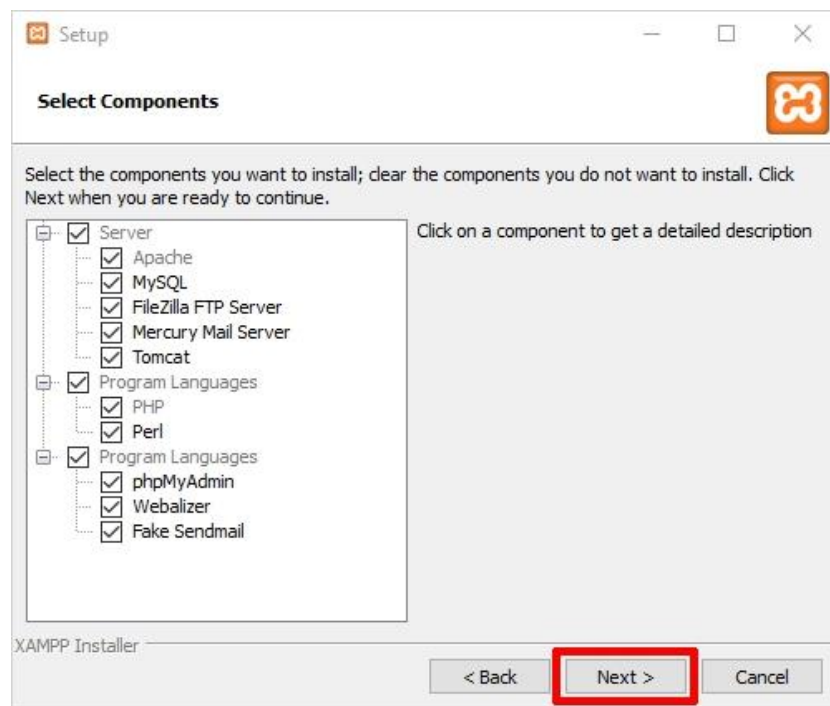 Setup
Select Components
Select the components you want to install; clear the components you do not want to install. Click
Next when you are ready to continue.
Server
Apache
MySQL
FileZilla FTP Server
Mercury Mail Server
Tomcat
Program Languages
PHP
Perl
Program Languages
phpMyAdmin
Webalizer
Fake Sendmail
Click on a component to get a detailed description
XAMPP Installer
< Back
Next >
Cancel